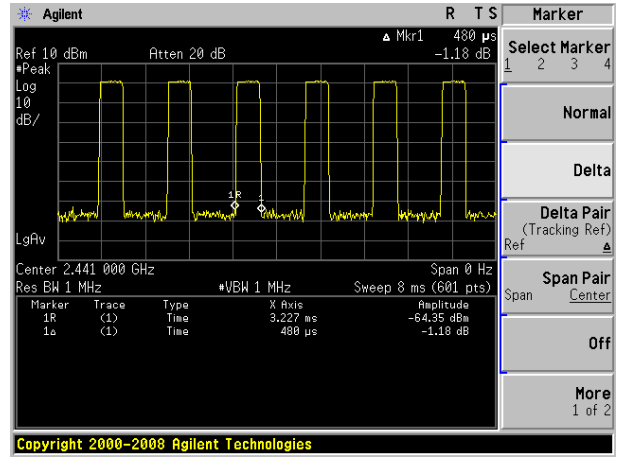 Agilent R T S Marker
Δ Mkr1 480 µs
Ref 10 dBm Atten 20 dB -1.18 dB
#Peak
Log
10
dB/
1R 1
LgAv
Center 2.441 000 GHz Span 0 Hz
Res BW 1 MHz #VBW 1 MHz Sweep 8 ms (601 pts)
Marker Trace Type X Axis Amplitude
1R (1) Time 3.227 ms -64.35 dBm
1Δ (1) Time 480 µs -1.18 dB
Select Marker
1 2 3 4
Normal
Delta
Delta Pair
(Tracking Ref)
Ref Δ
Span Pair
Span Center
Off
More
1 of 2
Copyright 2000-2008 Agilent Technologies